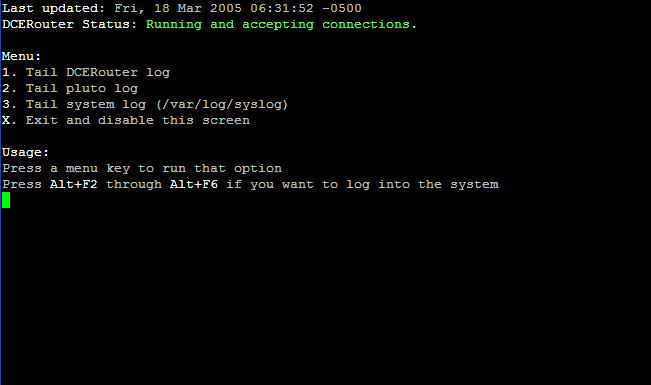 Last updated: Fri, 18 Mar 2005 06:31:52 -0500
DCERouter Status: Running and accepting connections.
Menu:
1. Tail DCERouter log
2. Tail pluto log
3. Tail system log (/var/log/syslog)
X. Exit and disable this screen
Usage:
Press a menu key to run that option
Press Alt+F2 through Alt+F6 if you want to log into the system